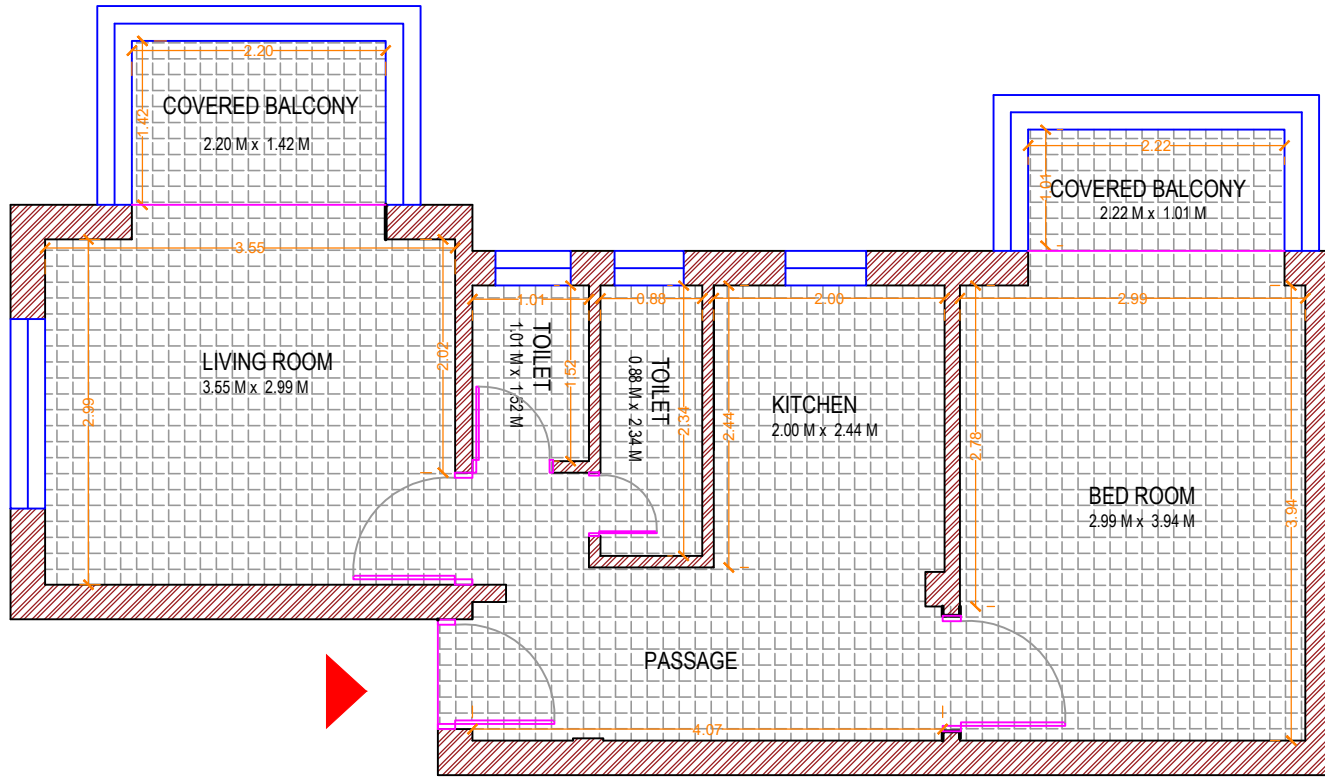 2.20
COVERED BALCONY
2.20 M x 1.42 M
1.42
2.22
1.01
COVERED BALCONY
2.22 M x 1.01 M
3.55
2.99
2.02
LIVING ROOM
3.55 M x 2.99 M
1.01
1.52
TOILET
1.01 M x 1.52 M
0.88
2.34
TOILET
0.88 M x 2.34 M
2.00
2.44
KITCHEN
2.00 M x 2.44 M
2.99
2.78
3.94
BED ROOM
2.99 M x 3.94 M
PASSAGE
4.07